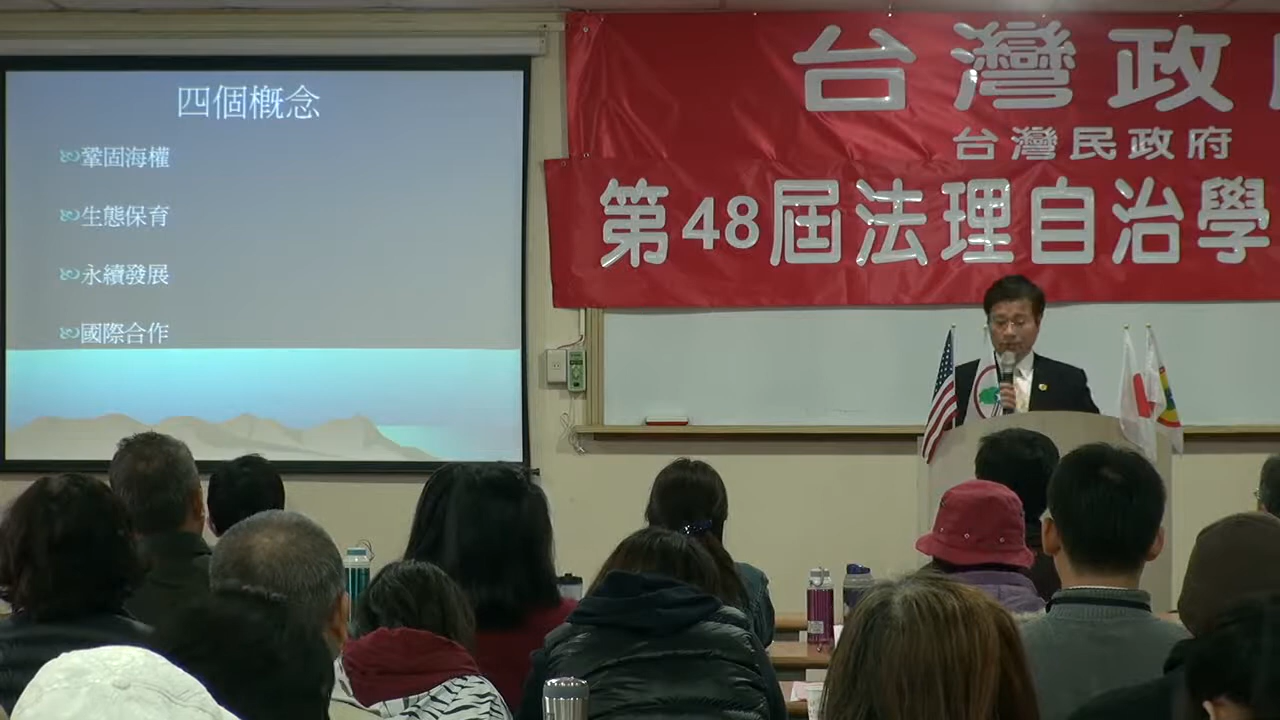 四個概念
鞏固海權
生態保育
永續發展
國際合作
台灣政
台灣民政府
第48屆法理自治學